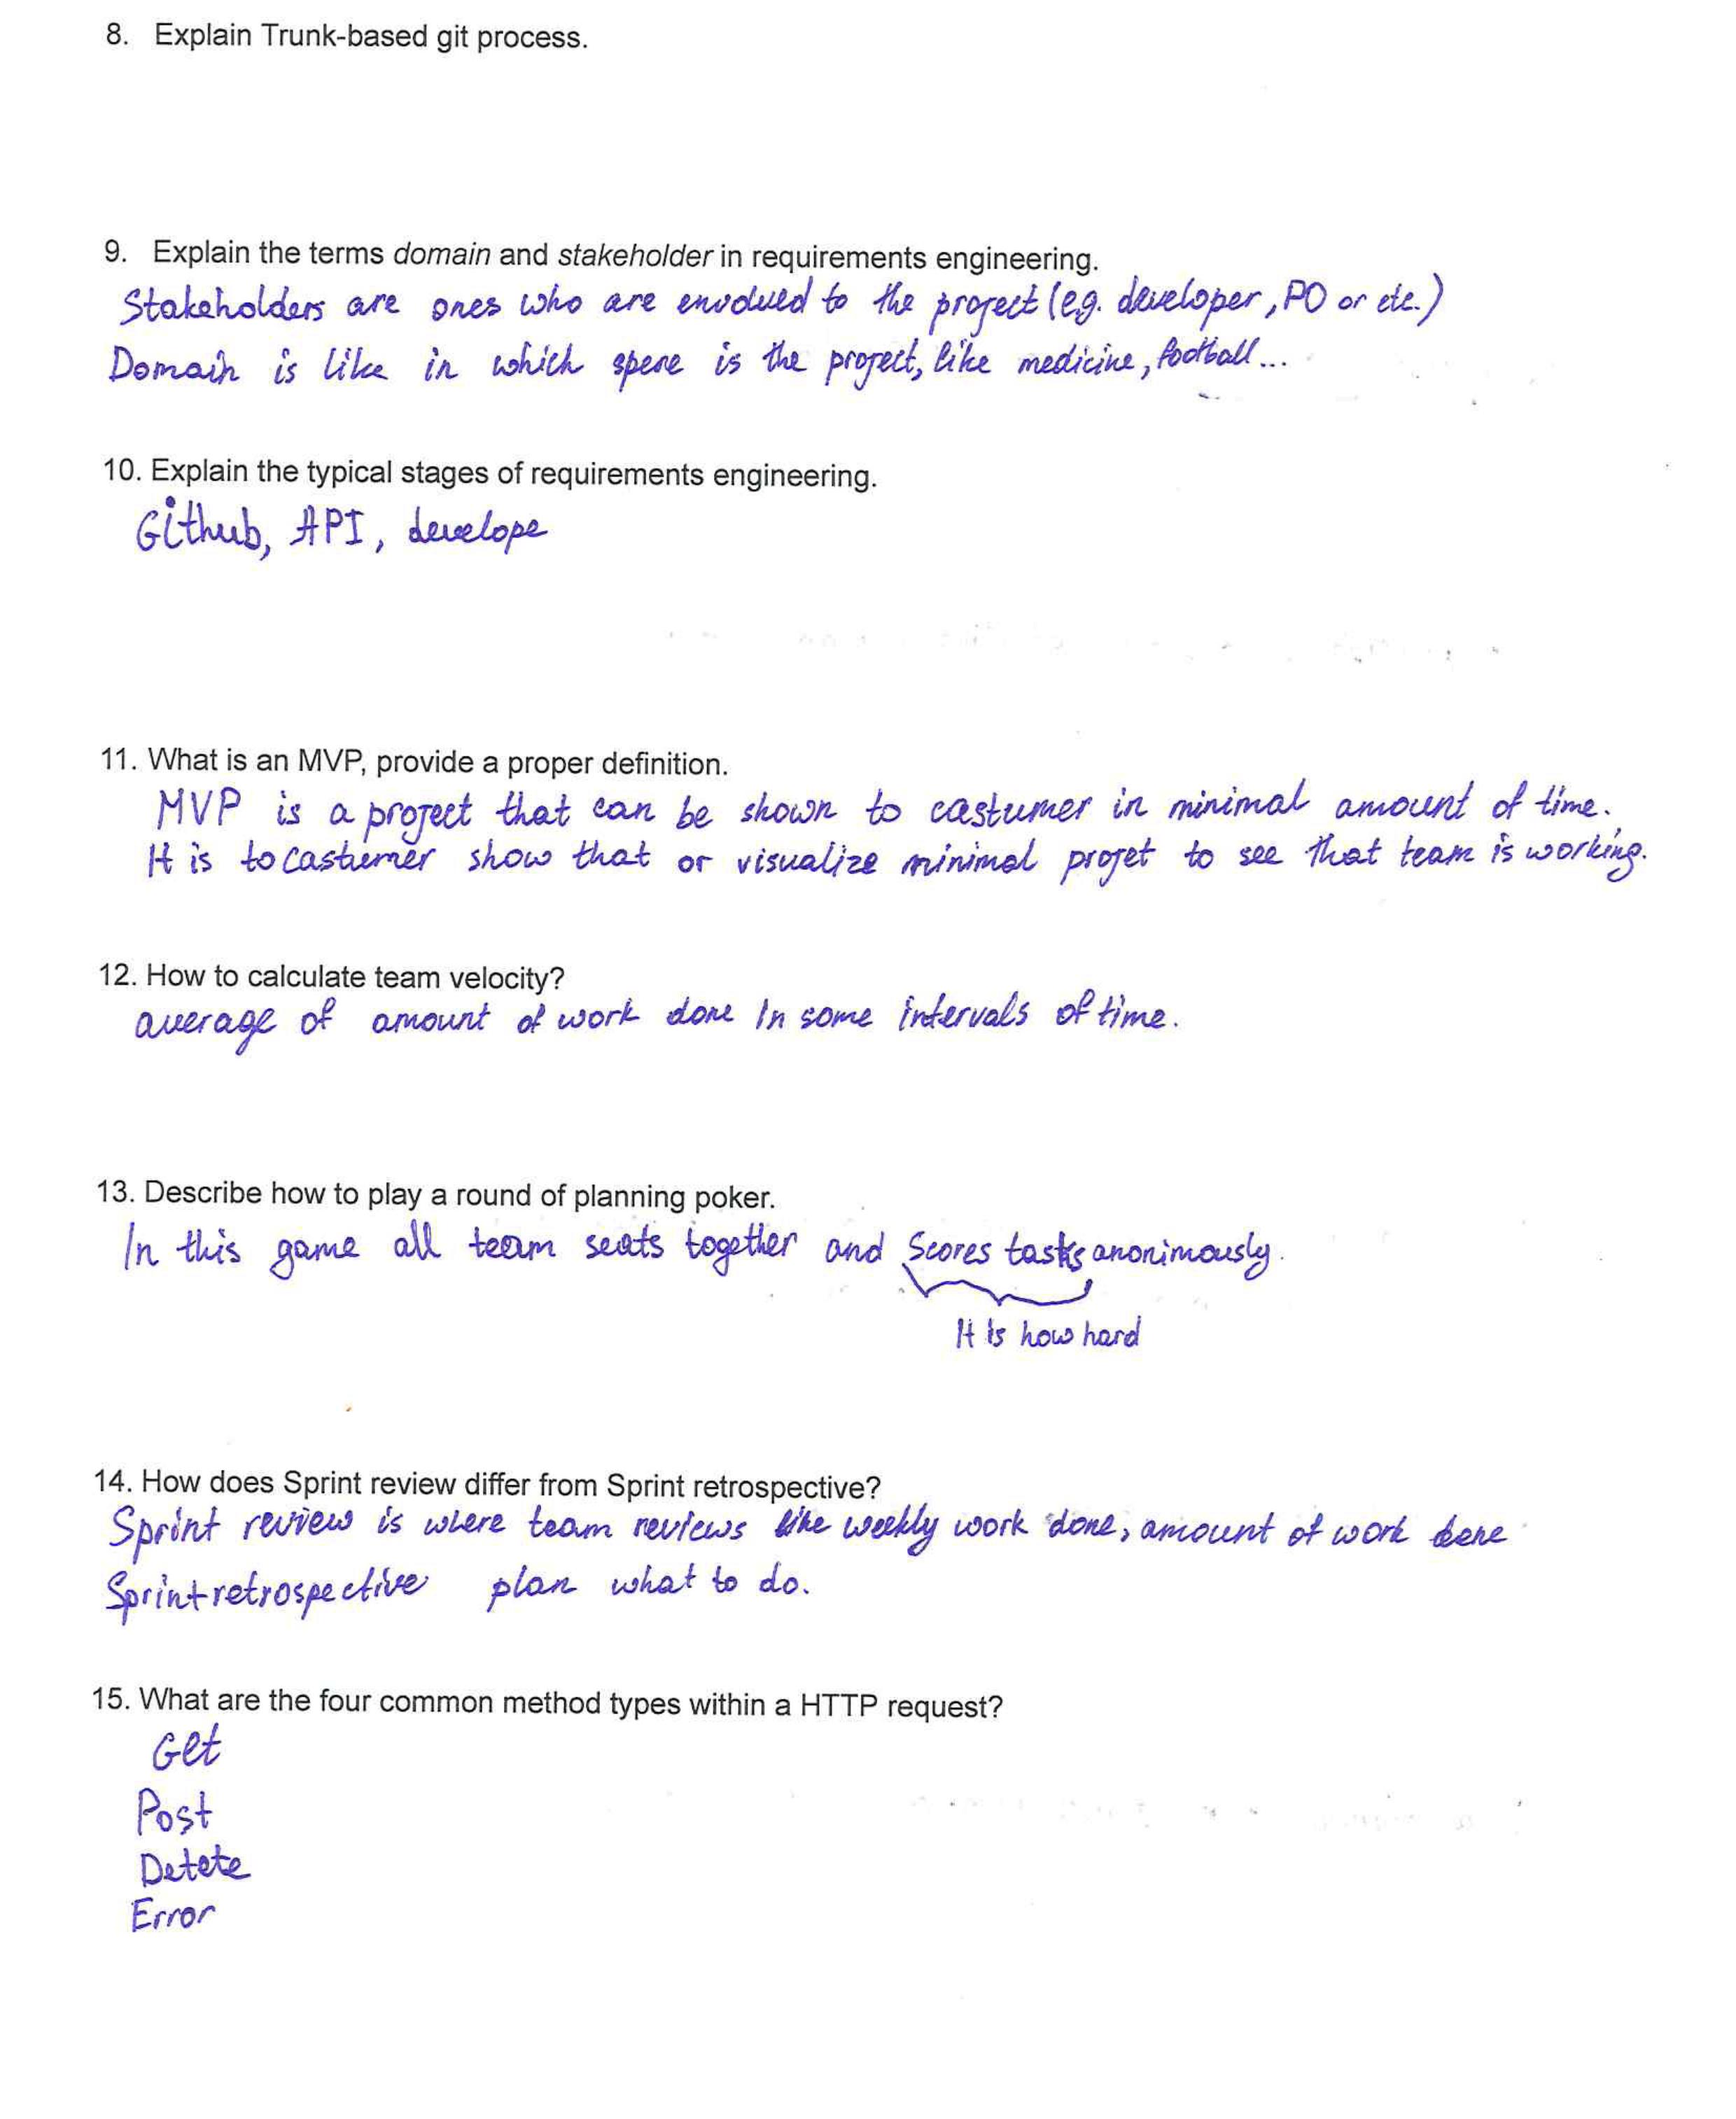 8. Explain Trunk-based git process.
9. Explain the terms domain and stakeholder in requirements engineering.
Stakeholders are ones who are envolued to the project (eg. developer, PO or etc.)
Domain is like in which spere is the project, like medicine, football...
10. Explain the typical stages of requirements engineering.
Github, API, develope
11. What is an MVP, provide a proper definition.
MVP is a project that can be shown to castumer in minimal amount of time.
It is to castumer show that or visualize minimal projet to see that team is working.
12. How to calculate team velocity?
average of amount of work done In some intervals of time.
13. Describe how to play a round of planning poker.
In this game all team seats together and Scores tasks anonimously.
It is how hard
14. How does Sprint review differ from Sprint retrospective?
Sprint review is where team reviews like weekly work done, amount of work done
Sprint retrospective plan what to do.
15. What are the four common method types within a HTTP request?
Get
Post
Detete
Error